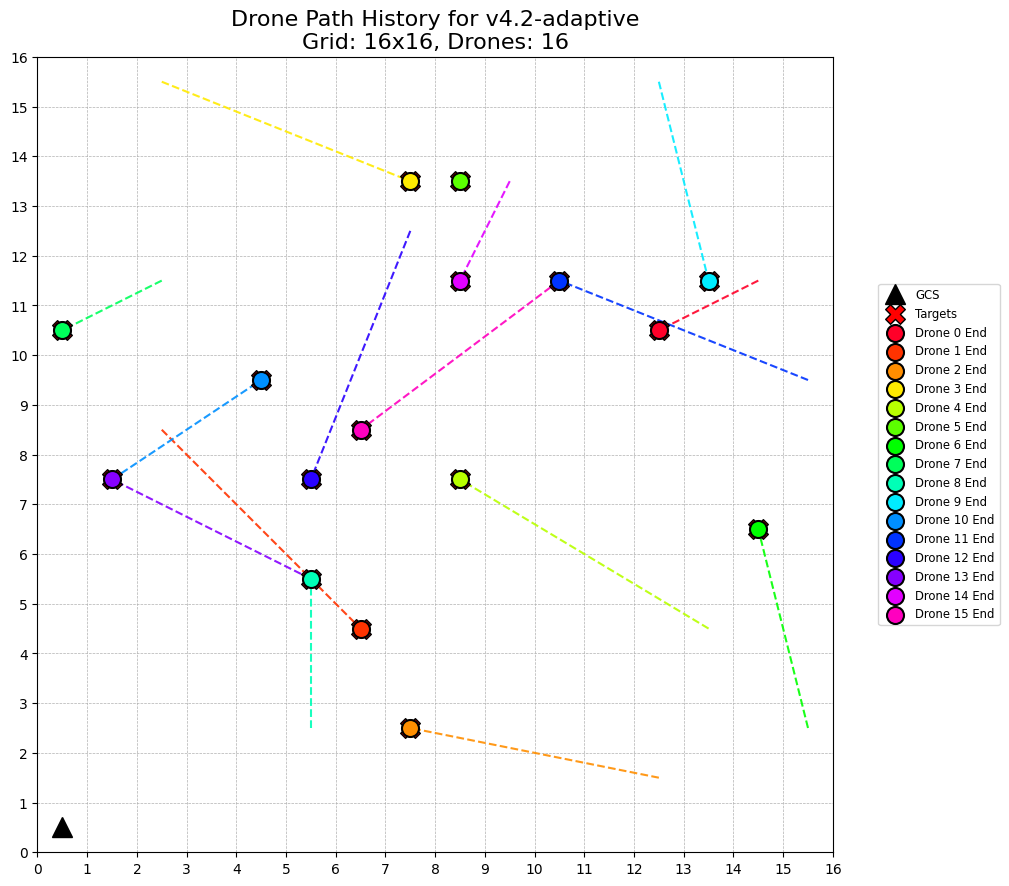 Drone Path History for v4.2-adaptive
Grid: 16x16, Drones: 16
16
15
14
13
12
11
10
9
8
7
6
5
4
3
2
1
0
0 1 2 3 4 5 6 7 8 9 10 11 12 13 14 15 16
GCS
Targets
Drone 0 End
Drone 1 End
Drone 2 End
Drone 3 End
Drone 4 End
Drone 5 End
Drone 6 End
Drone 7 End
Drone 8 End
Drone 9 End
Drone 10 End
Drone 11 End
Drone 12 End
Drone 13 End
Drone 14 End
Drone 15 End